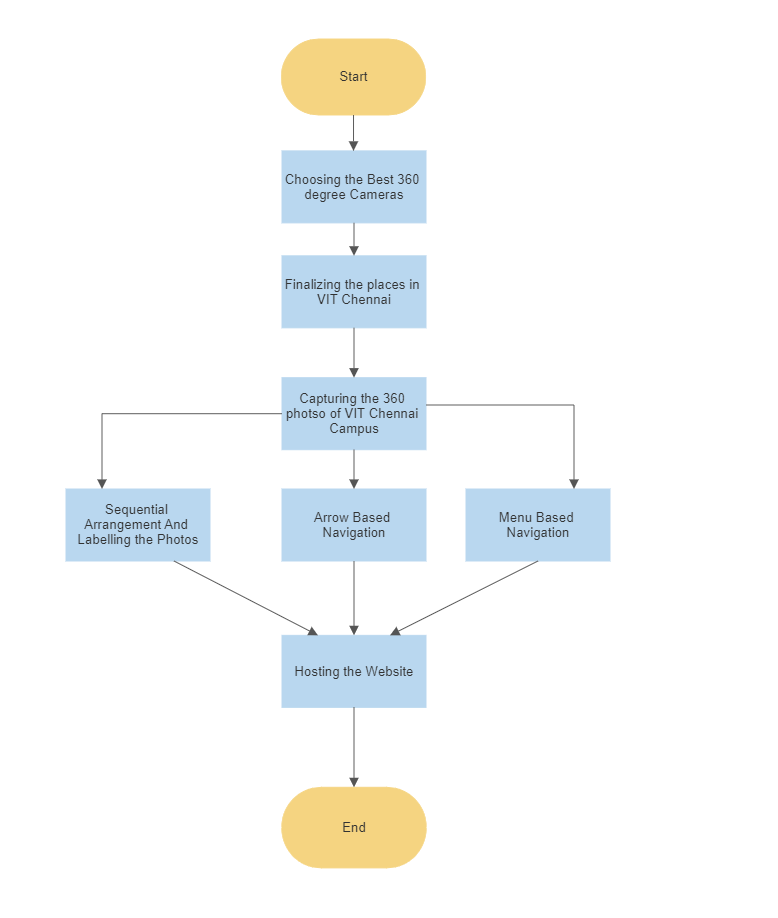 Start
Choosing the Best 360
degree Cameras
Finalizing the places in
VIT Chennai
Capturing the 360
photso of VIT Chennai
Campus
Sequential
Arrangement And
Labelling the Photos
Arrow Based
Navigation
Menu Based
Navigation
Hosting the Website
End